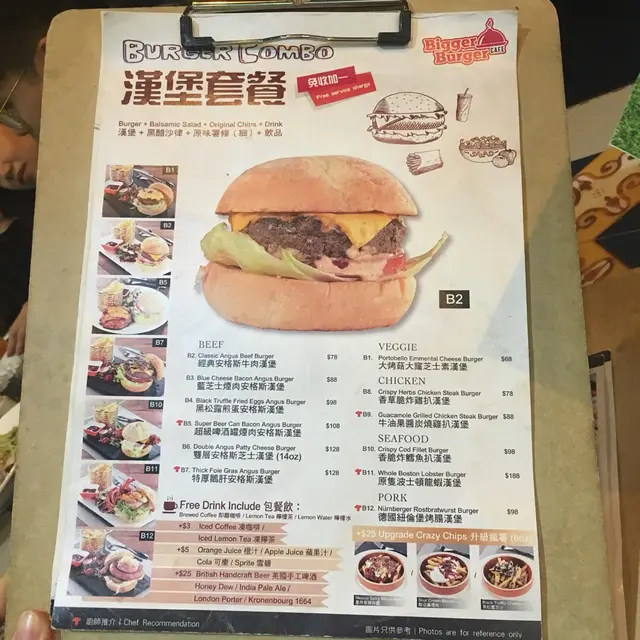 BURGER COMBO
Bigger Burger CAFE
漢堡套餐
免收加一
Free service charge
Burger + Balsamic Salad + Original Chips + Drink
漢堡 + 黑醋沙律 + 原味薯條 (細) + 飲品
B1
B2
B5
B7
B10
B11
B12
B2
BEEF
B2. Classic Angus Beef Burger $78
經典安格斯牛肉漢堡
B3. Blue Cheese Bacon Angus Burger $88
藍芝士煙肉安格斯漢堡
B4. Black Truffle Fried Eggs Angus Burger $98
黑松露煎蛋安格斯漢堡
B5. Super Beer Can Bacon Angus Burger $108
超級啤酒罐煙肉安格斯漢堡
B6. Double Angus Patty Cheese Burger $128
雙層安格斯芝士漢堡 (14oz)
B7. Thick Foie Gras Angus Burger $128
特厚鵝肝安格斯漢堡
VEGGIE
B1. Portobello Emmental Cheese Burger $68
大烤菇大窿芝士素漢堡
CHICKEN
B8. Crispy Herbs Chicken Steak Burger $78
香草脆炸雞扒漢堡
B9. Guacamole Grilled Chicken Steak Burger $88
牛油果醬炭燒雞扒漢堡
SEAFOOD
B10. Crispy Cod Fillet Burger $98
香脆炸鱈魚扒漢堡
B11. Whole Boston Lobster Burger $188
原隻波士頓龍蝦漢堡
PORK
B12. Nürnberger Rostbratwurst Burger $98
德國紐倫堡烤腸漢堡
Free Drink Include 包餐飲：
Brewed Coffee 即磨咖啡 / Lemon Tea 檸檬茶 / Lemon Water 檸檬水
+$3 Iced Coffee 凍咖啡 /
Iced Lemon Tea 凍檸茶
+$5 Orange Juice 橙汁 / Apple Juice 蘋果汁 /
Cola 可樂 / Sprite 雪碧
+$25 British Handcraft Beer 英國手工啤酒
Honey Dew / India Pale Ale /
London Porter / Kronenbourg 1664
+$25 Upgrade Crazy Chips 升級瘋薯 (6oz)
廚師推介 : Chef Recommendation
圖片只供參考 | Photos are for reference only